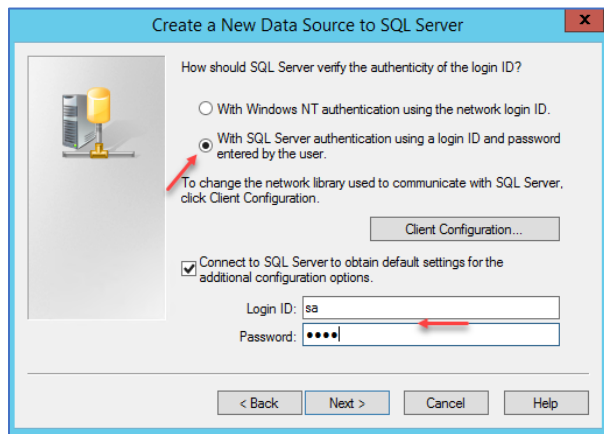 Create a New Data Source to SQL Server
x
How should SQL Server verify the authenticity of the login ID?
With Windows NT authentication using the network login ID.
With SQL Server authentication using a login ID and password
entered by the user.
To change the network library used to communicate with SQL Server,
click Client Configuration.
Client Configuration...
Connect to SQL Server to obtain default settings for the
additional configuration options.
Login ID: sa
Password: ••••
< Back Next > Cancel Help